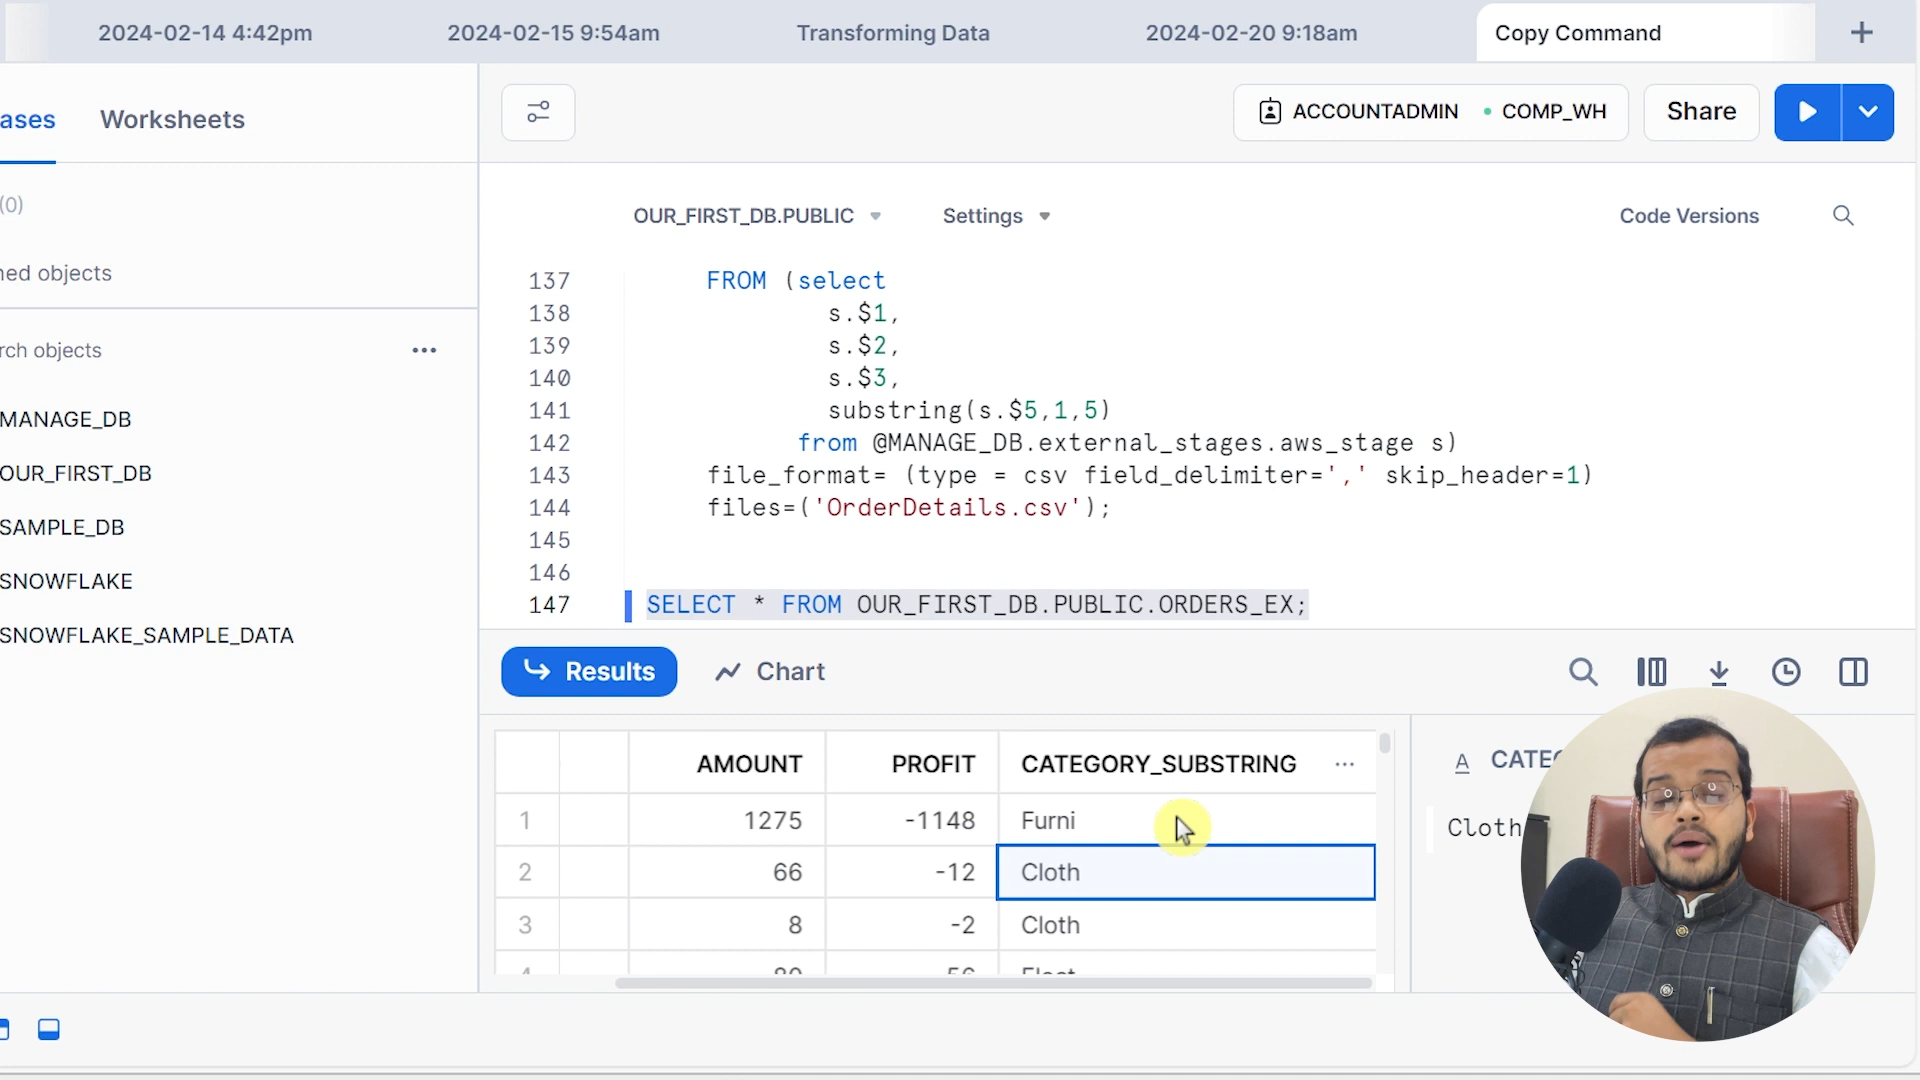 2024-02-14 4:42pm
2024-02-15 9:54am
Transforming Data
2024-02-20 9:18am
Copy Command
ases
Worksheets
ACCOUNTADMIN
COMP_WH
Share
(0)
ned objects
rch objects
MANAGE_DB
OUR_FIRST_DB
SAMPLE_DB
SNOWFLAKE
SNOWFLAKE_SAMPLE_DATA
OUR_FIRST_DB.PUBLIC
Settings
Code Versions
137 FROM (select
138 s.$1,
139 s.$2,
140 s.$3,
141 substring(s.$5,1,5)
142 from @MANAGE_DB.external_stages.aws_stage s)
143 file_format= (type = csv field_delimiter=',' skip_header=1)
144 files=('OrderDetails.csv');
145
146
147 SELECT * FROM OUR_FIRST_DB.PUBLIC.ORDERS_EX;
Results
Chart
AMOUNT PROFIT CATEGORY_SUBSTRING ...
1 1275 -1148 Furni
2 66 -12 Cloth
3 8 -2 Cloth
A CATEG
Cloth